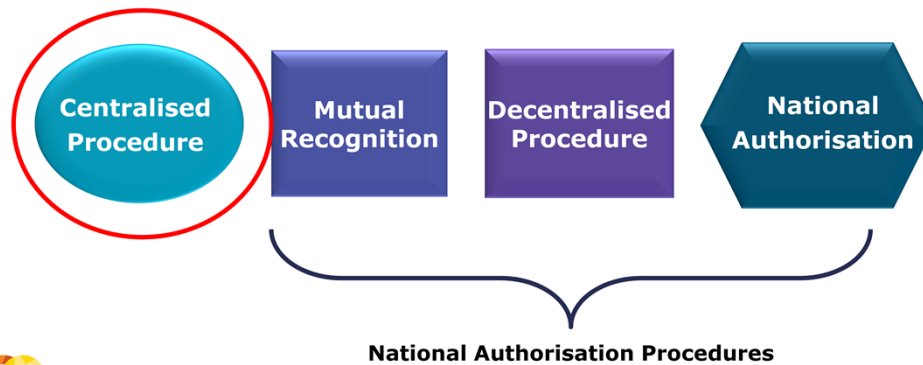 Centralised
Procedure
Mutual
Recognition
Decentralised
Procedure
National
Authorisation
National Authorisation Procedures